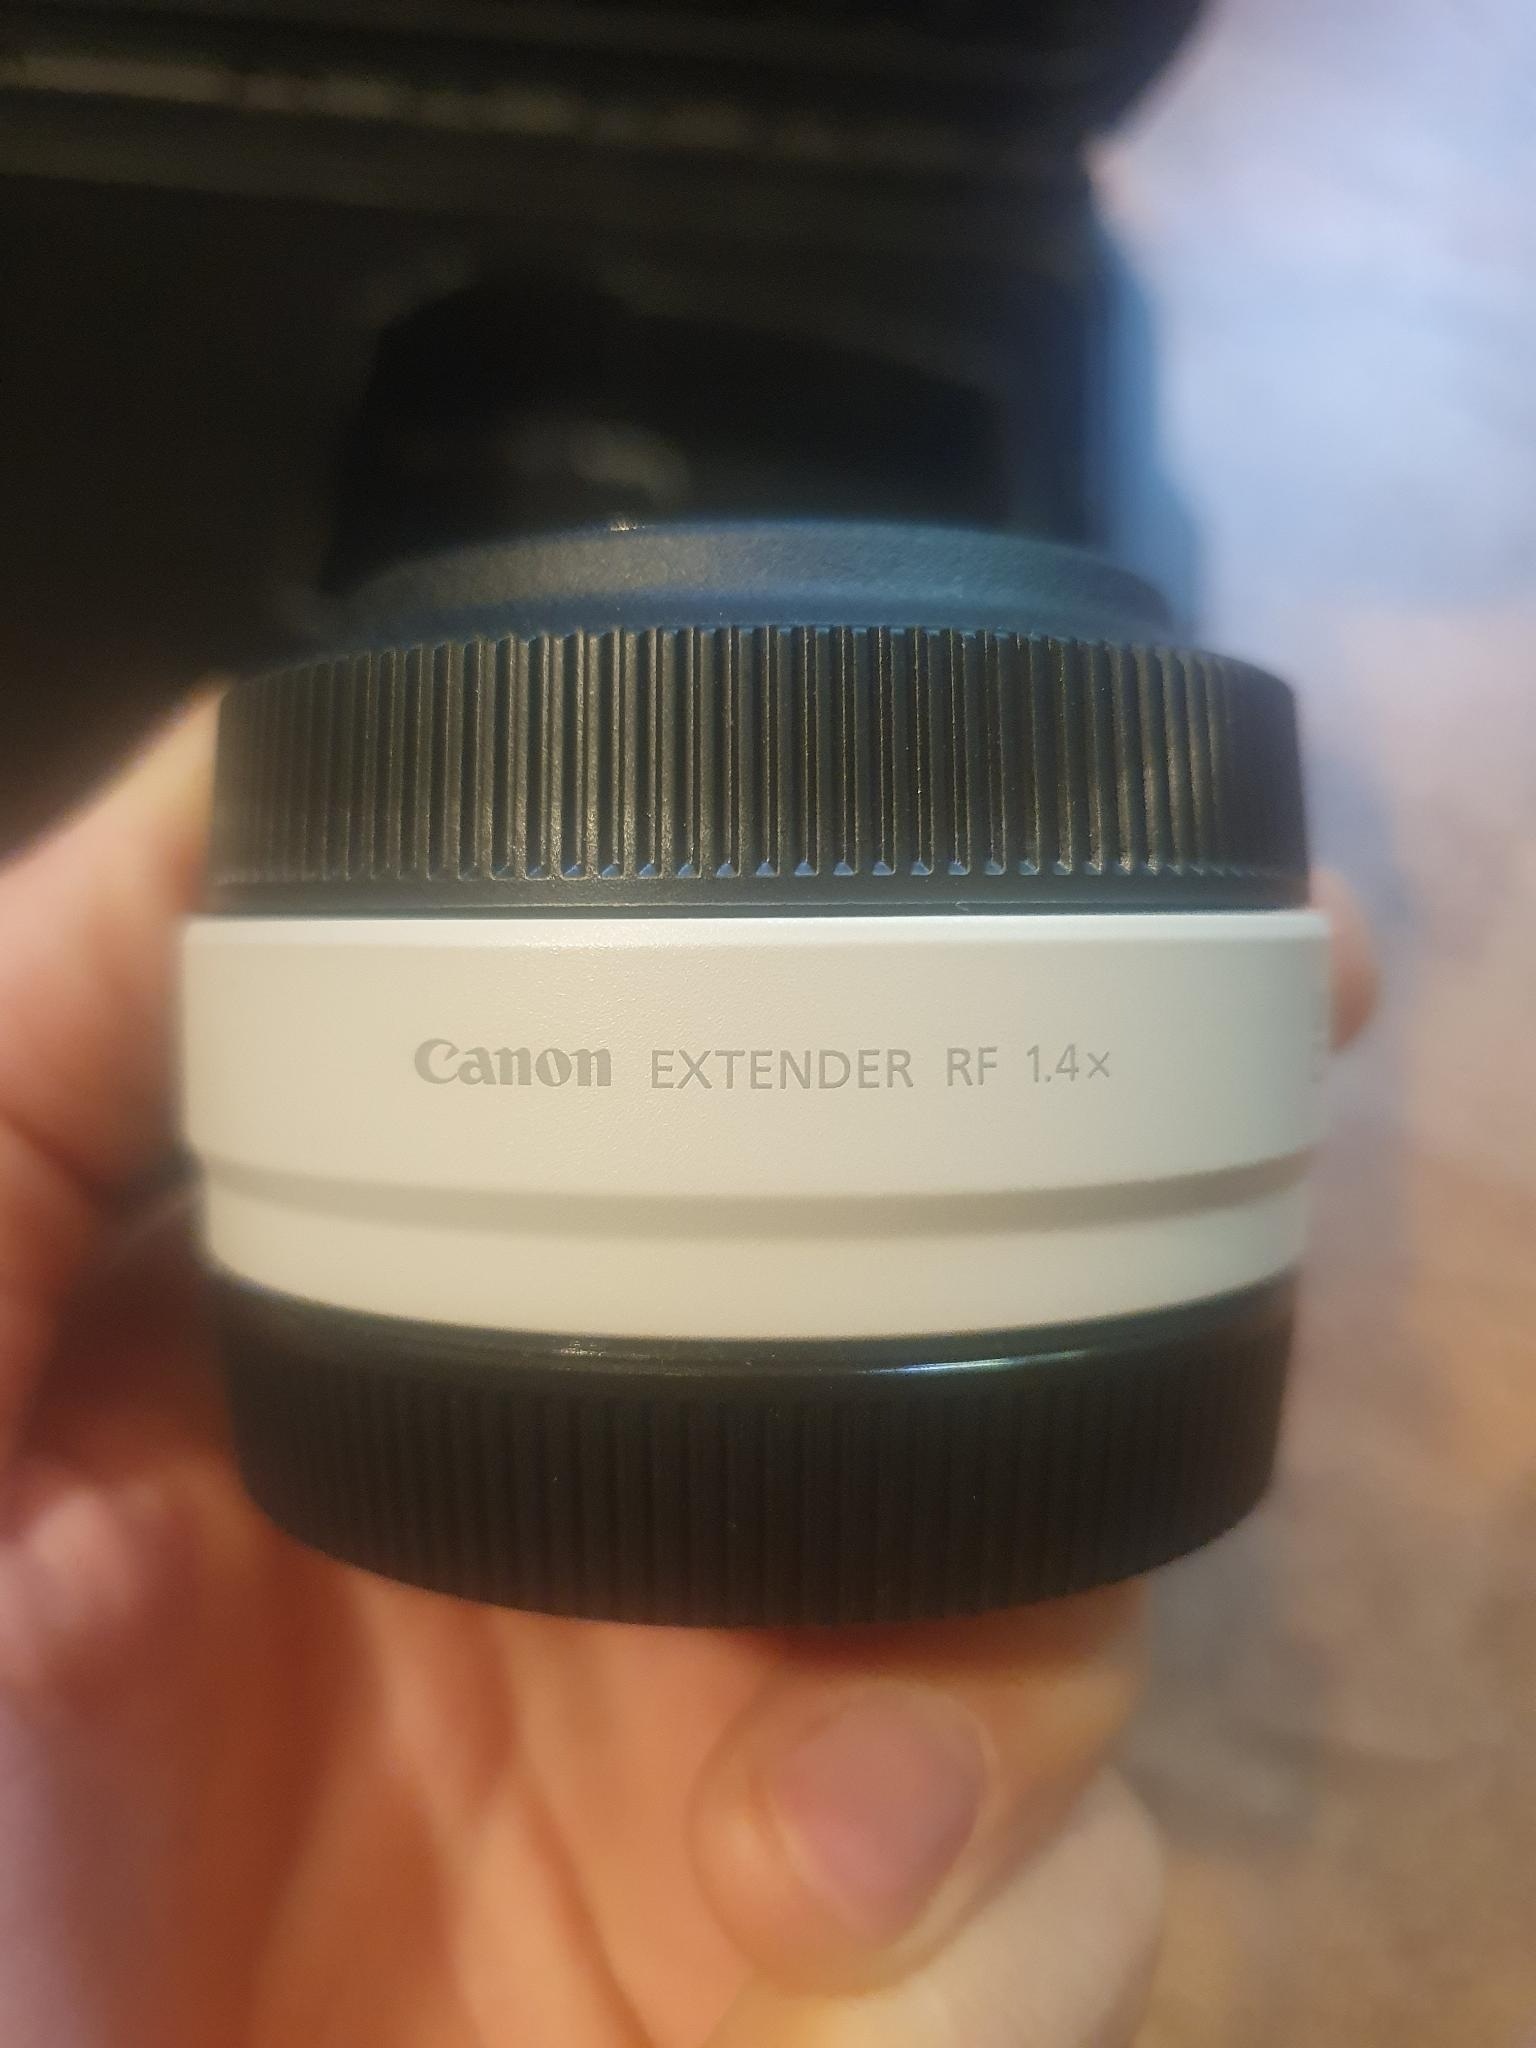 Canon EXTENDER RF 1.4×